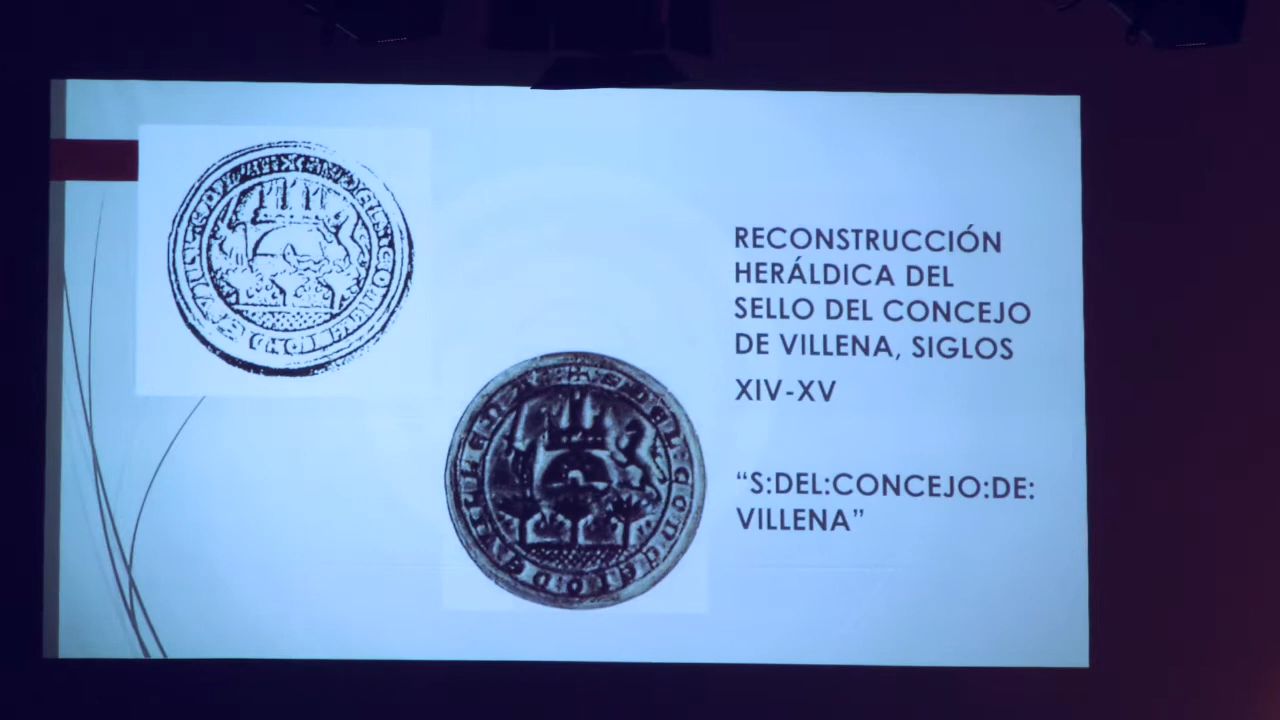 RECONSTRUCCIÓN
HERÁLDICA DEL
SELLO DEL CONCEJO
DE VILLENA, SIGLOS
XIV-XV
“S:DEL:CONCEJO:DE:
VILLENA”